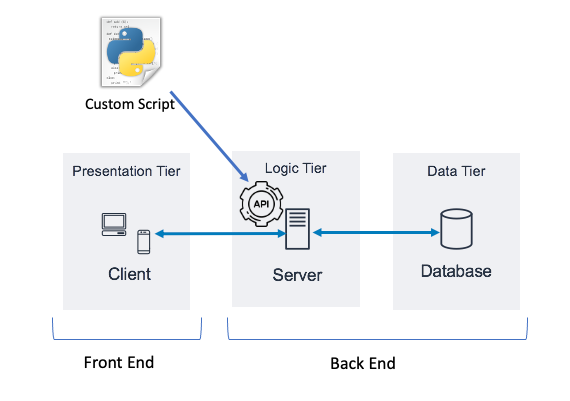 Custom Script
Presentation Tier
Logic Tier
Data Tier
API
Client
Server
Database
Front End
Back End